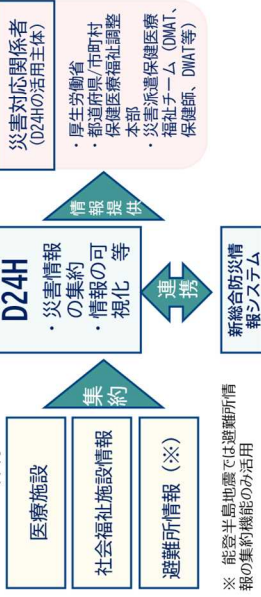 医療施設
社会福祉施設情報
避難所情報（※）
※ 能登半島地震では避難所情
報の集約機能のみ活用
集約
D24H
・災害情報
の集約
・情報の可
視化 等
連携
新総合防災情
報システム
情報
提供
災害対応関係者
(D24Hの活用主体)
・厚生労働省
・都道府県/市町村
保健医療福祉調整
本部
・災害派遣保健医療
福祉チーム（DMAT、
保健師、DWAT等）